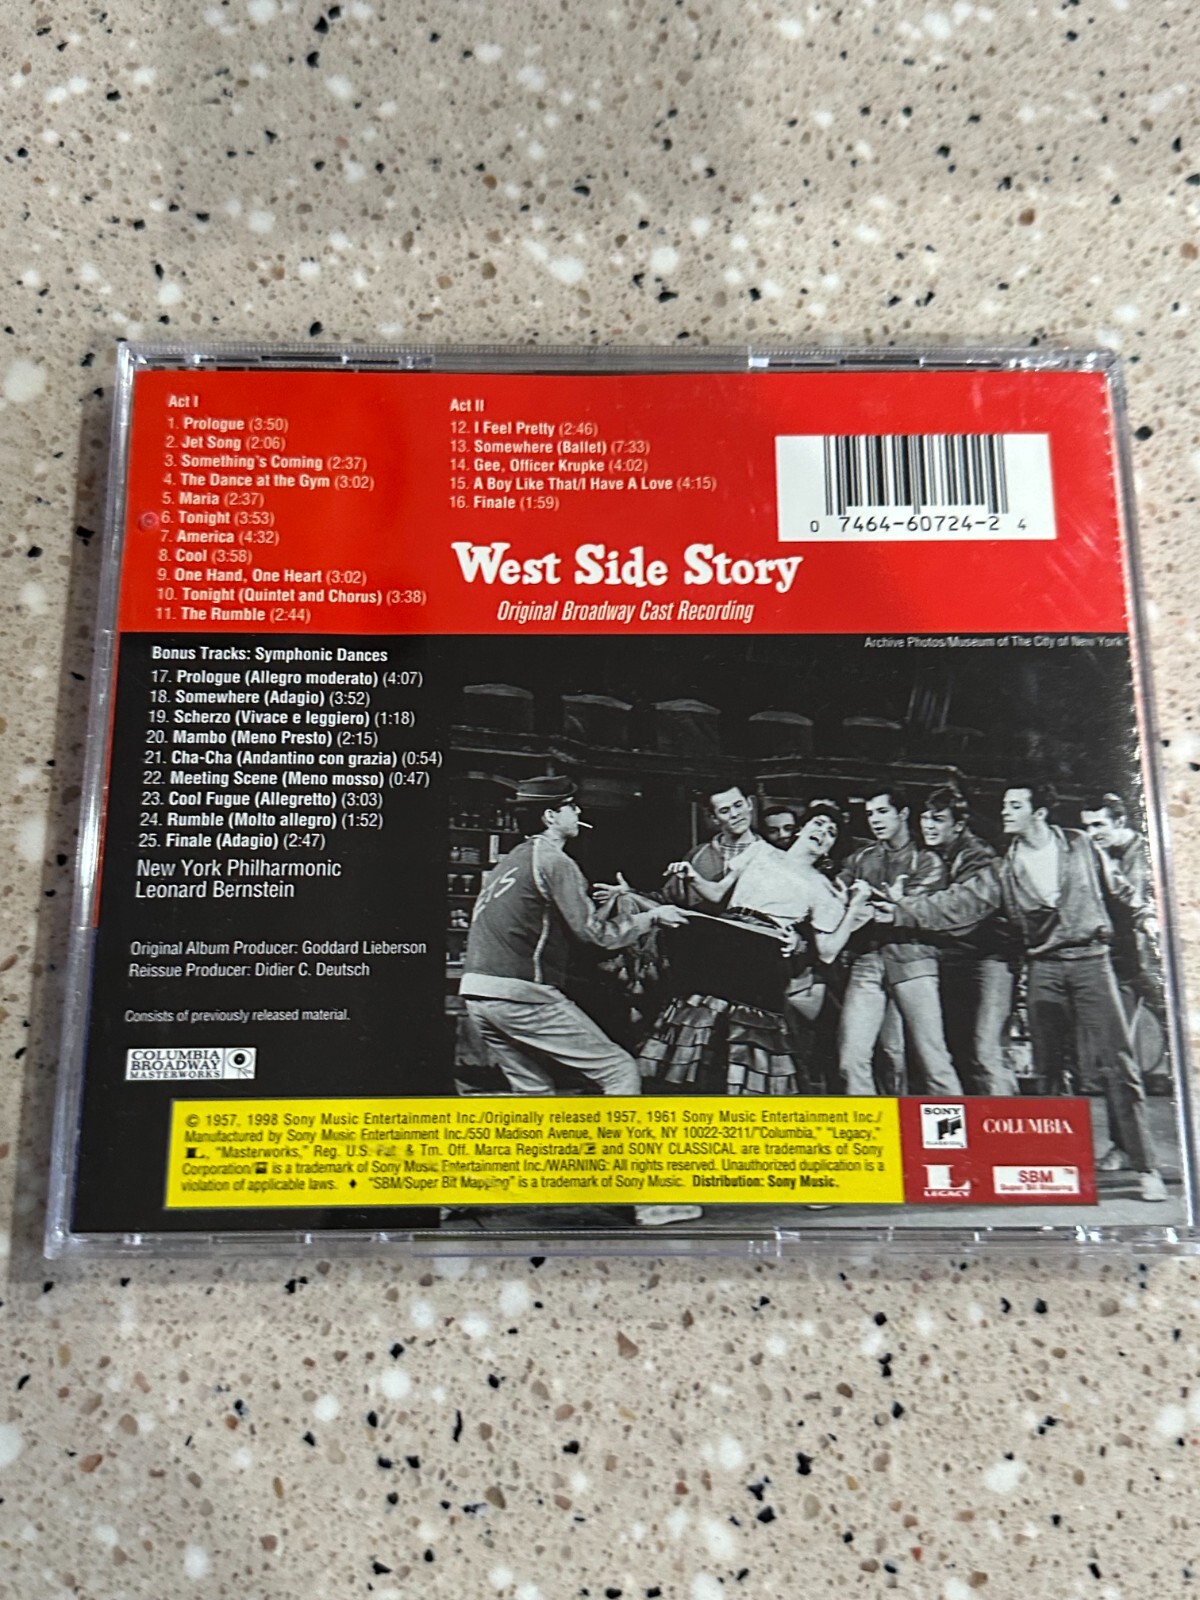 Act I
1. Prologue (3:50)
2. Jet Song (2:06)
3. Something's Coming (2:37)
4. The Dance at the Gym (3:02)
5. Maria (2:37)
6. Tonight (3:53)
7. America (4:32)
8. Cool (3:58)
9. One Hand, One Heart (3:02)
10. Tonight (Quintet and Chorus) (3:38)
11. The Rumble (2:44)
Act II
12. I Feel Pretty (2:46)
13. Somewhere (Ballet) (7:33)
14. Gee, Officer Krupke (4:02)
15. A Boy Like That/I Have A Love (4:15)
16. Finale (1:59)
0 7464-60724-2 4
West Side Story
Original Broadway Cast Recording
Archive Photos/Museum of The City of New York
Bonus Tracks: Symphonic Dances
17. Prologue (Allegro moderato) (4:07)
18. Somewhere (Adagio) (3:52)
19. Scherzo (Vivace e leggiero) (1:18)
20. Mambo (Meno Presto) (2:15)
21. Cha-Cha (Andantino con grazia) (0:54)
22. Meeting Scene (Meno mosso) (0:47)
23. Cool Fugue (Allegretto) (3:03)
24. Rumble (Molto allegro) (1:52)
25. Finale (Adagio) (2:47)
New York Philharmonic
Leonard Bernstein
Original Album Producer: Goddard Lieberson
Reissue Producer: Didier C. Deutsch
Consists of previously released material.
COLUMBIA
BROADWAY
MASTERWORKS
© 1957, 1998 Sony Music Entertainment Inc./Originally released 1957, 1961 Sony Music Entertainment Inc./
Manufactured by Sony Music Entertainment Inc./550 Madison Avenue, New York, NY 10022-3211/"Columbia," "Legacy,"
L, "Masterworks," Reg. U.S. Pat. & Tm. Off. Marca Registrada/ and SONY CLASSICAL are trademarks of Sony
Corporation/ is a trademark of Sony Music Entertainment Inc./WARNING: All rights reserved. Unauthorized duplication is a
violation of applicable laws. ♦ "SBM/Super Bit Mapping" is a trademark of Sony Music. Distribution: Sony Music.
SONY
CLASSICAL
COLUMBIA
L
LEGACY
SBM™
Super Bit Mapping